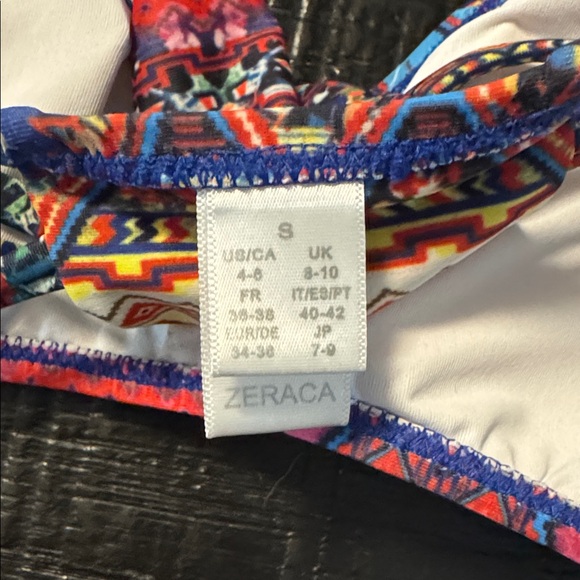 S
US/CA UK
4-6 8-10
FR IT/ES/PT
36-38 40-42
EUR/DE JP
34-36 7-9
ZERACA